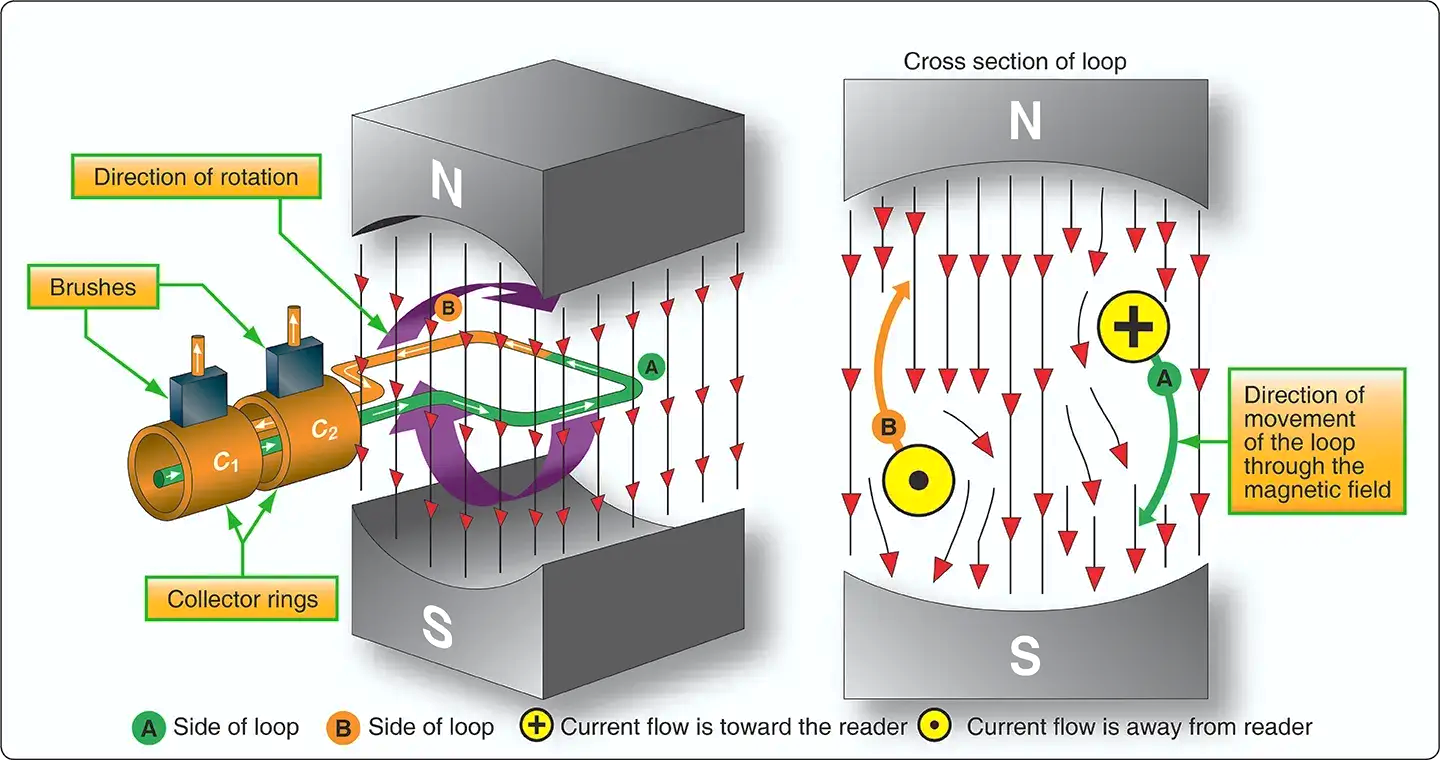 Cross section of loop
N
N
Direction of rotation
Brushes
B
A
C1
C2
Collector rings
S
+
A
B
Direction of
movement
of the loop
through the
magnetic field
S
A Side of loop
B Side of loop
+ Current flow is toward the reader
Current flow is away from reader